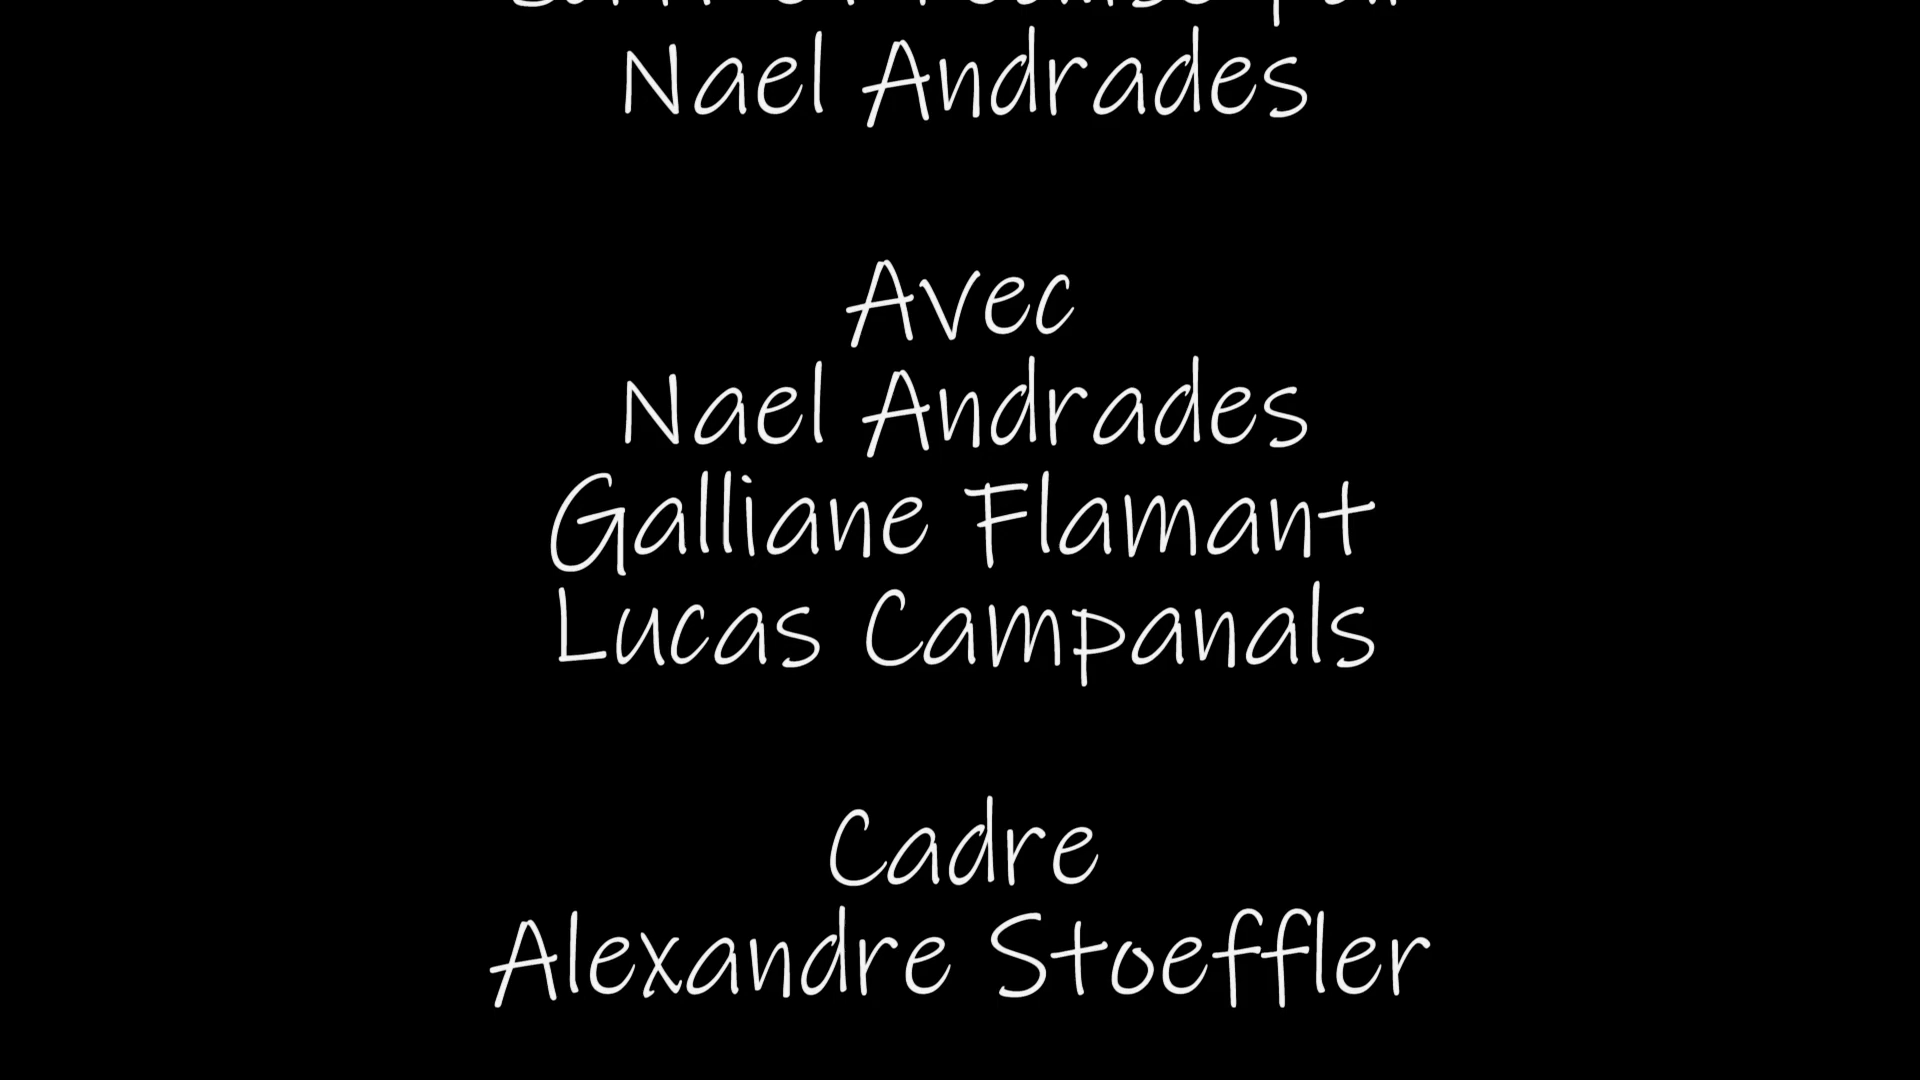 Nael Andrades
Avec
Nael Andrades
Galliane Flamant
Lucas Campanals
Cadre
Alexandre Stoeffler